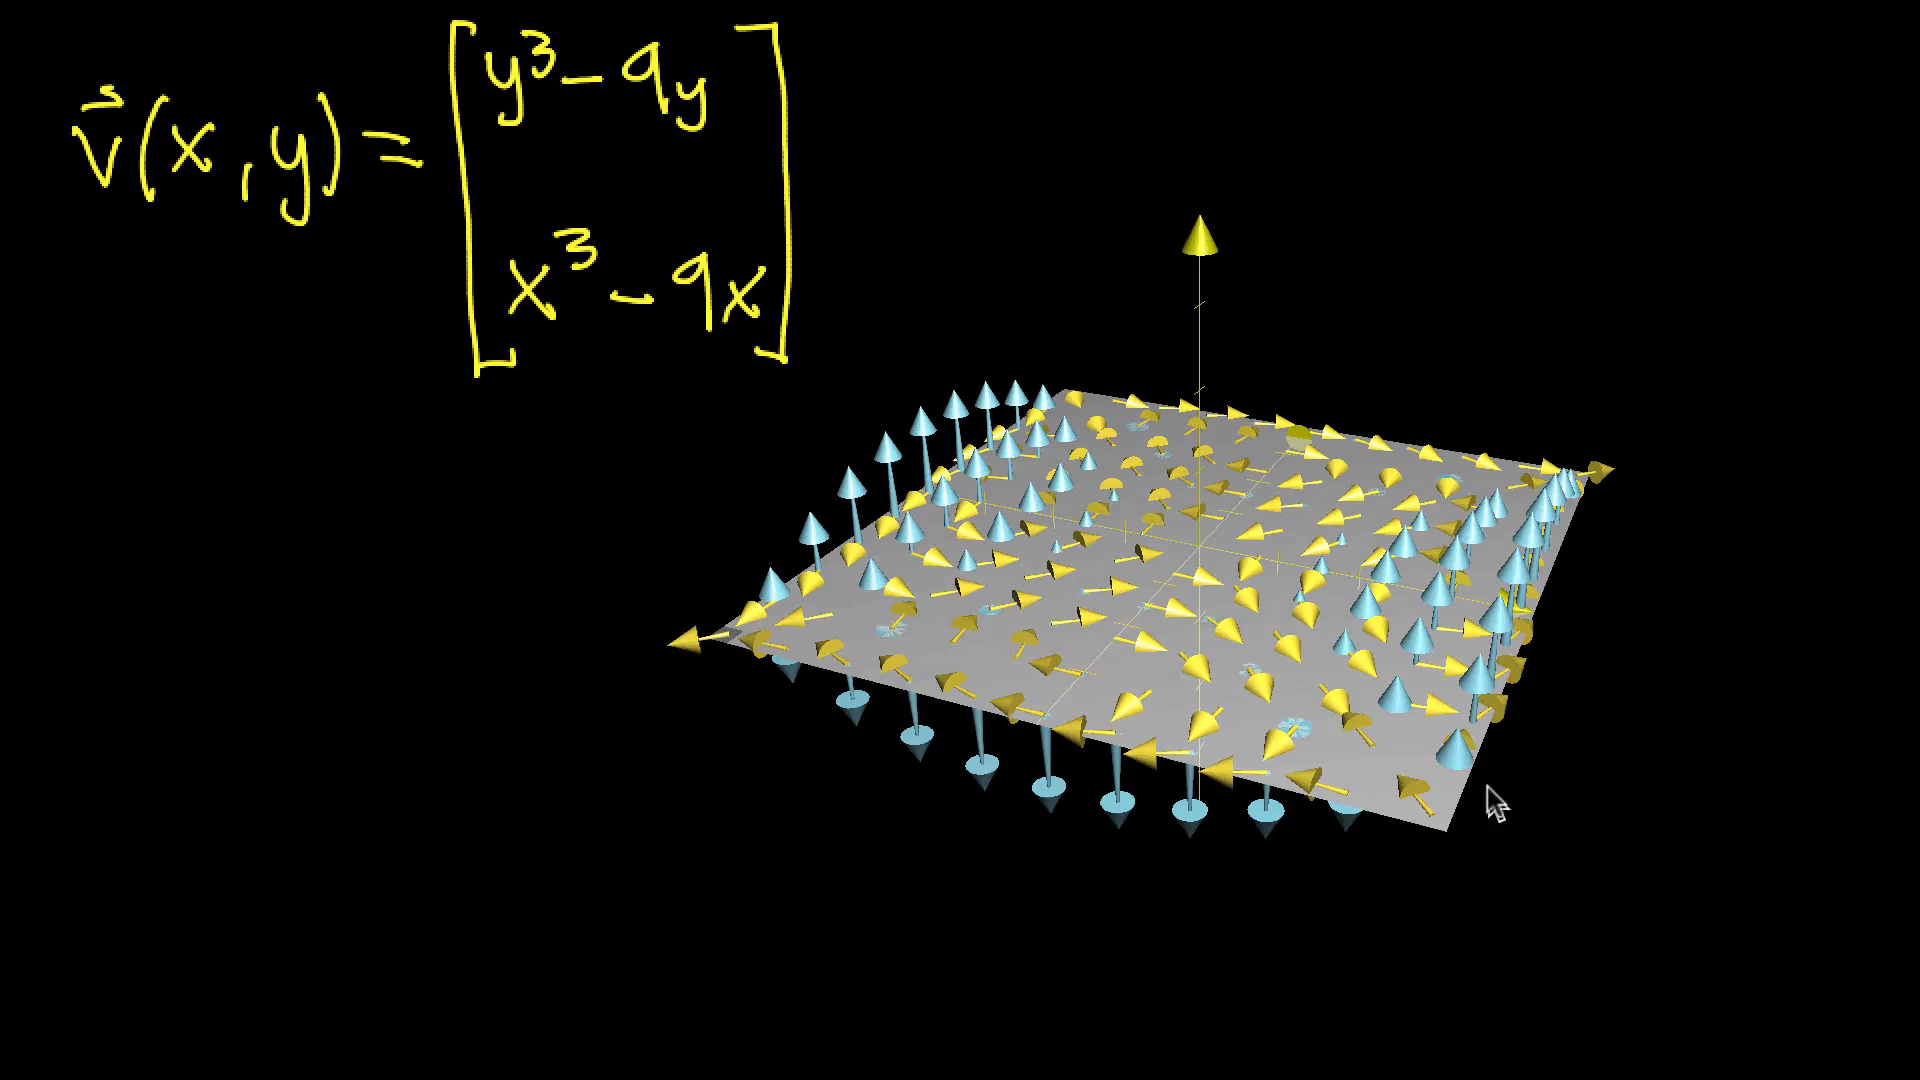 v⃗(x,y) = [ y³ - 9y
x³ - 9x ]